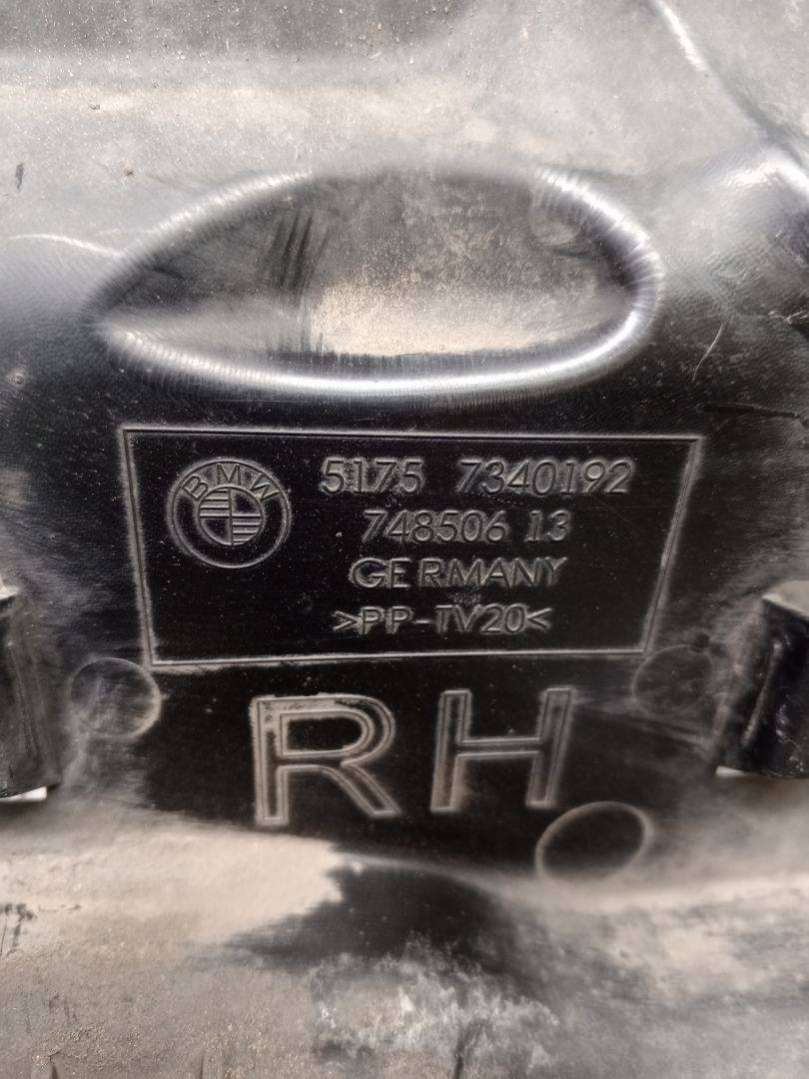 BMW
5175 7340192
748506 13
GERMANY
>PP-TV20<
RH